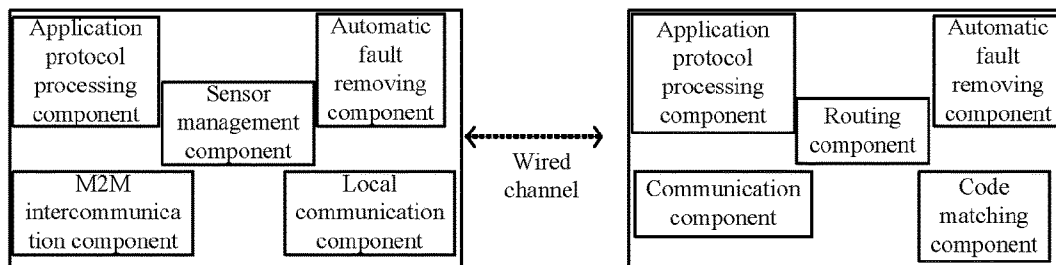 Application
protocol
processing
component
Automatic
fault
removing
component
Sensor
management
component
M2M
intercommunica
tion component
Local
communication
component
Wired
channel
Application
protocol
processing
component
Automatic
fault
removing
component
Routing
component
Communication
component
Code
matching
component